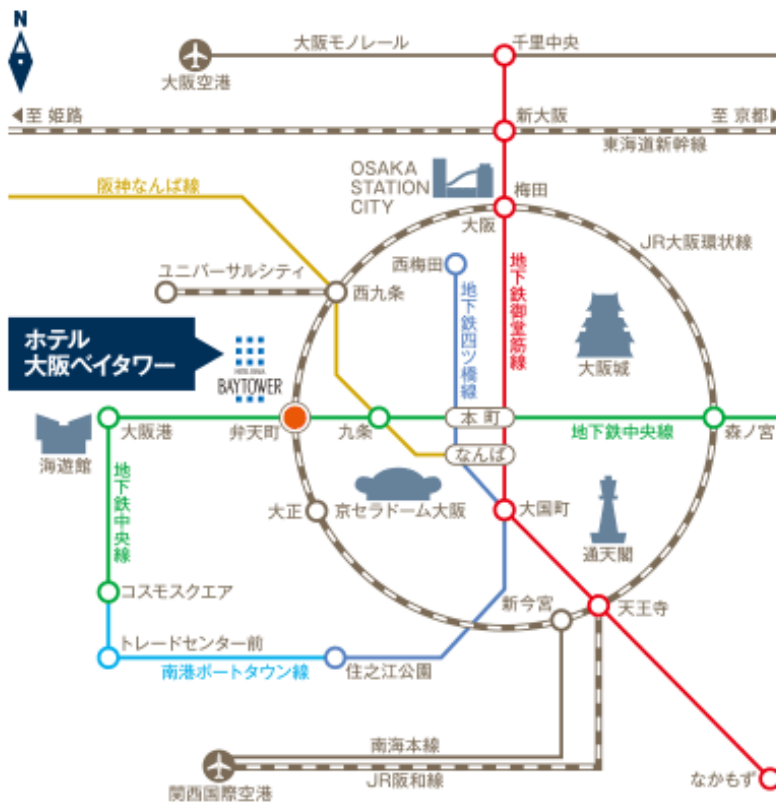 N
大阪モノレール
千里中央
大阪空港
◀至 姫路
新大阪
至 京都▶
東海道新幹線
OSAKA
STATION
CITY
阪神なんば線
梅田
大阪
JR大阪環状線
西梅田
ユニバーサルシティ
西九条
地下鉄四ツ橋線
地下鉄御堂筋線
ホテル
大阪ベイタワー
BAYTOWER
大阪城
大阪港
弁天町
九条
本町
地下鉄中央線
森ノ宮
海遊館
なんば
地下鉄中央線
大正
京セラドーム大阪
大国町
通天閣
コスモスクエア
新今宮
天王寺
トレードセンター前
南港ポートタウン線
住之江公園
南海本線
JR阪和線
関西国際空港
なかもず